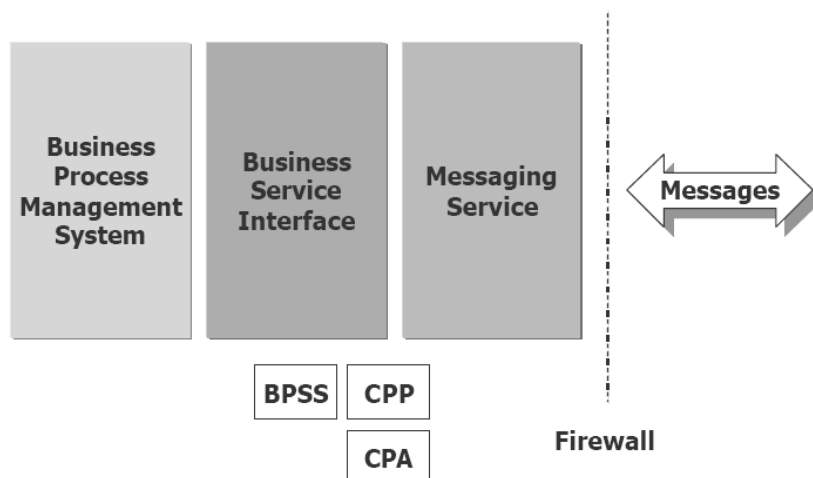 Business
Process
Management
System
Business
Service
Interface
Messaging
Service
Messages
BPSS
CPP
CPA
Firewall